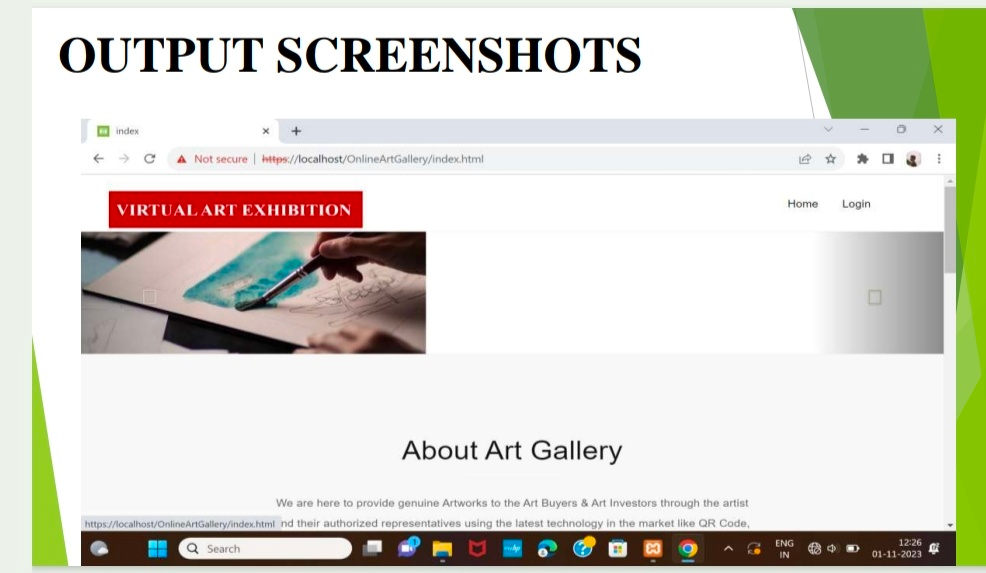 OUTPUT SCREENSHOTS
index
Not secure | https://localhost/OnlineArtGallery/index.html
VIRTUAL ART EXHIBITION
Home Login
About Art Gallery
We are here to provide genuine Artworks to the Art Buyers & Art Investors through the artist
nd their authorized representatives using the latest technology in the market like QR Code,
https://localhost/OnlineArtGallery/index.html
Search
ENG
IN
12:26
01-11-2023